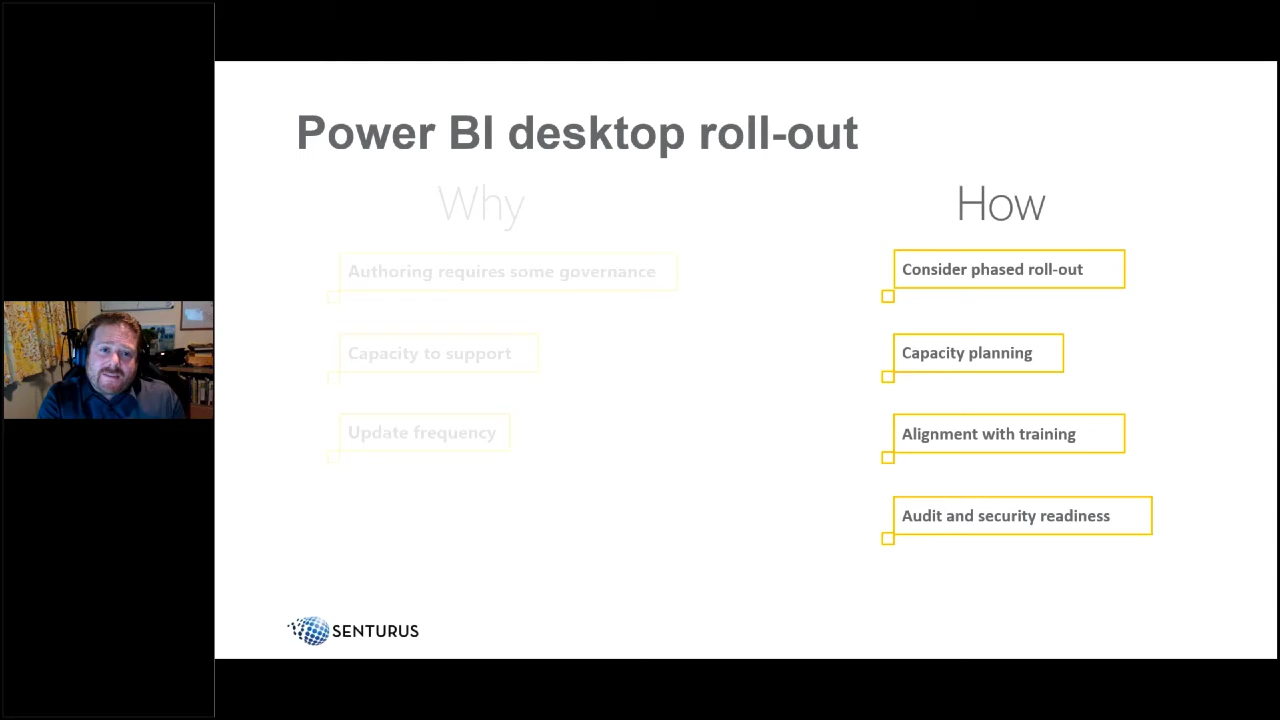 Power BI desktop roll-out
Why
How
Authoring requires some governance
Capacity to support
Update frequency
Consider phased roll-out
Capacity planning
Alignment with training
Audit and security readiness
SENTURUS